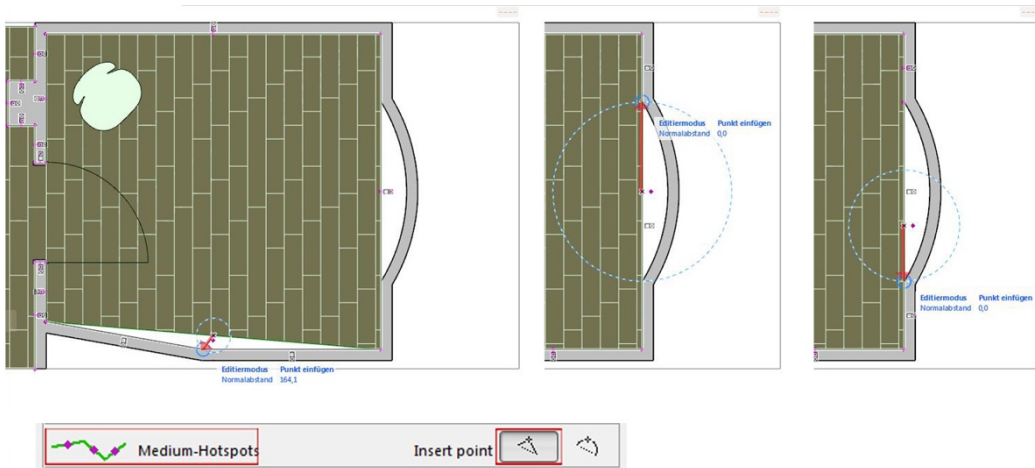 Editiermodus Punkt einfügen
Normalabstand 0,0
Editiermodus Punkt einfügen
Normalabstand 0,0
Editiermodus Punkt einfügen
Normalabstand 164,1
Medium-Hotspots Insert point